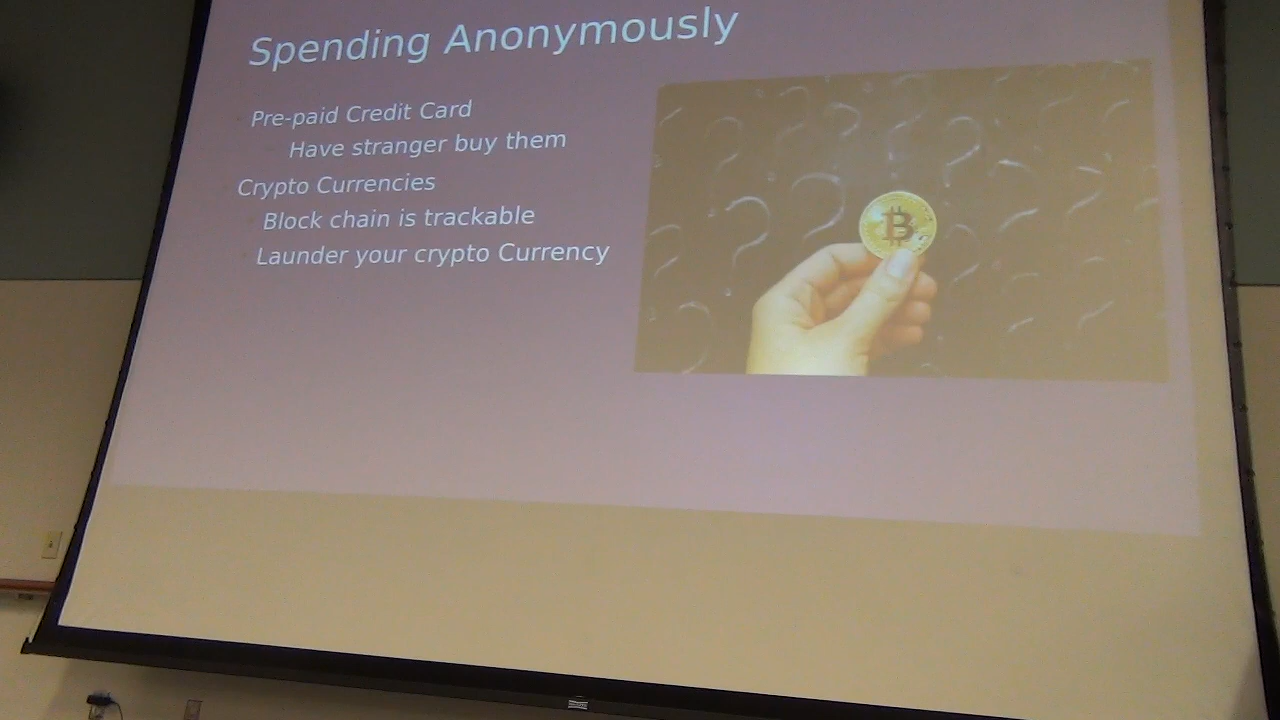 Spending Anonymously
Pre-paid Credit Card
Have stranger buy them
Crypto Currencies
Block chain is trackable
Launder your crypto Currency